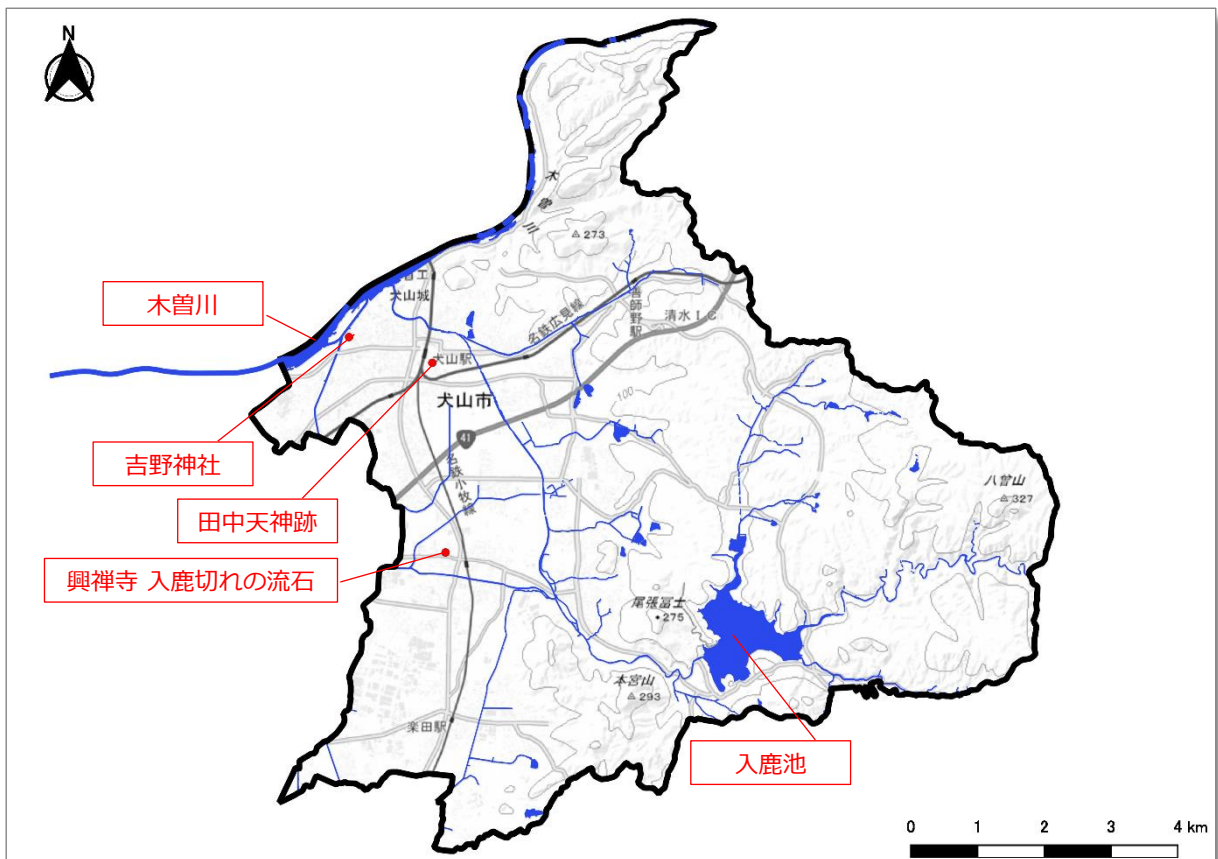 N
木曽川
273
犬山城
木曽川
名鉄広見線
善師野駅
清水IC
犬山駅
犬山市
100
吉野神社
41
名鉄小牧線
八曾山
327
田中天神跡
興禅寺 入鹿切れの流石
尾張冨士
275
本宮山
293
楽田駅
入鹿池
0 1 2 3 4 km